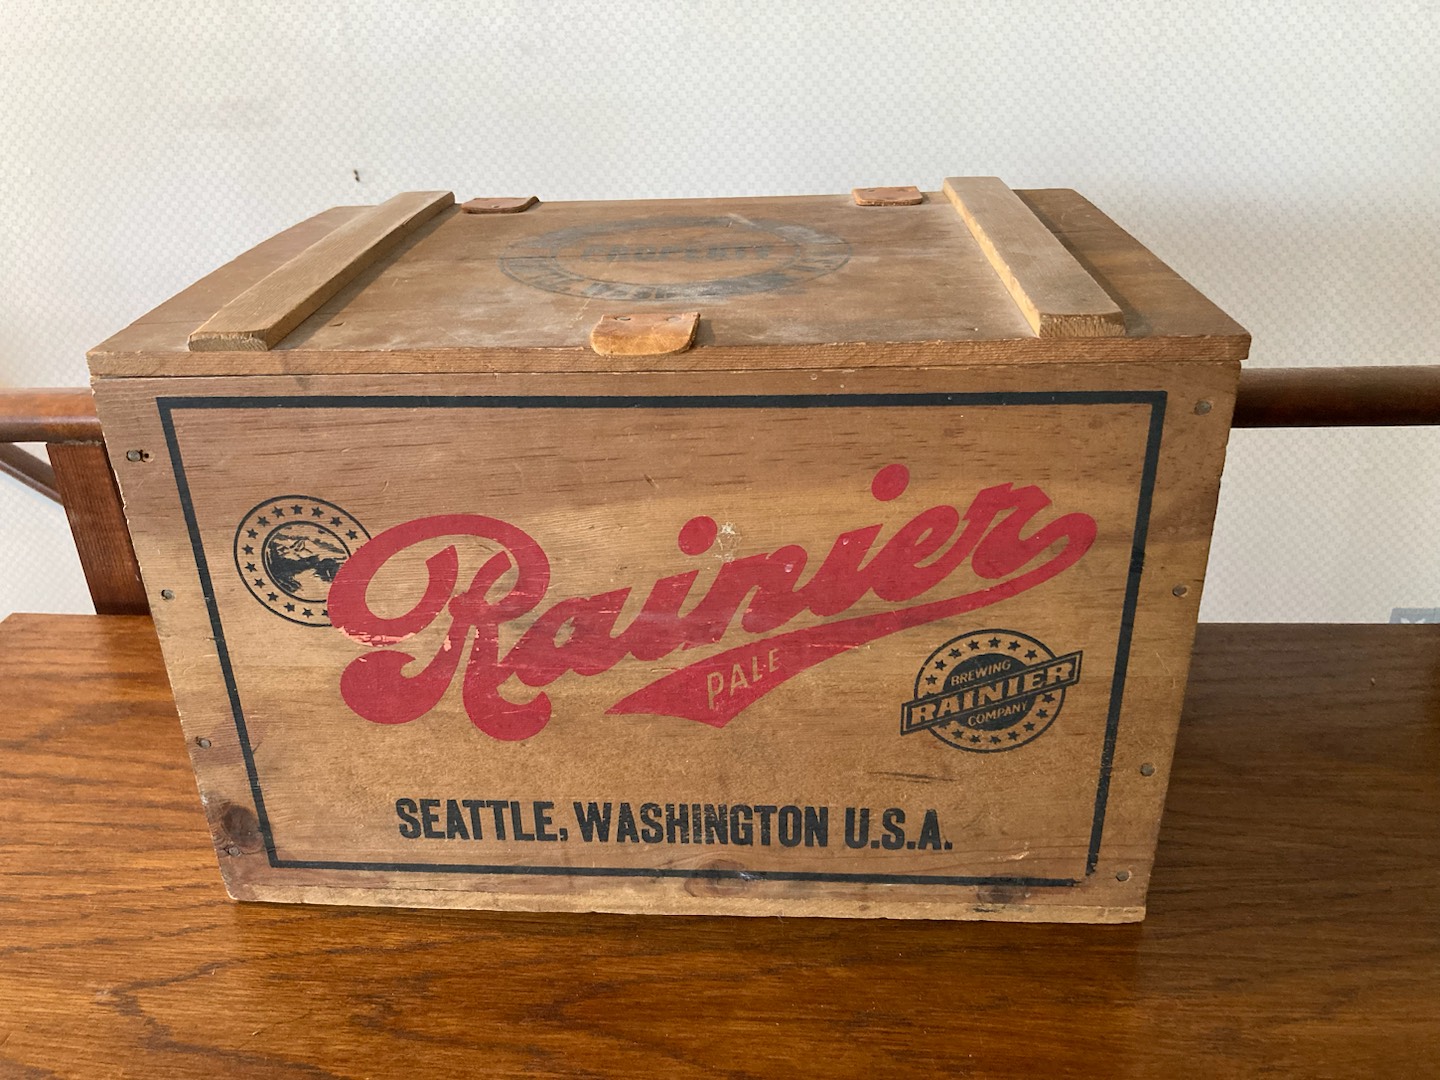 Rainier
PALE
BREWING
RAINIER
COMPANY
SEATTLE, WASHINGTON U.S.A.